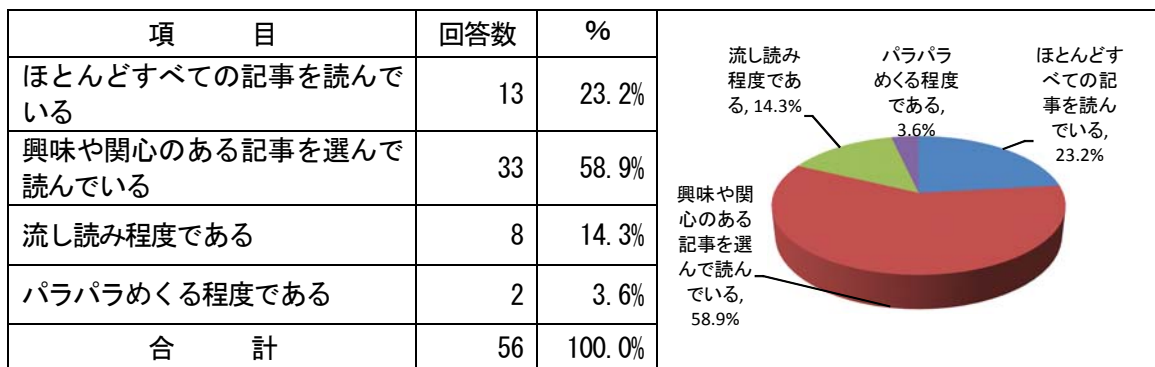 項　　　目 回答数 %
ほとんどすべての記事を読んで
いる
13 23.2%
興味や関心のある記事を選んで
読んでいる
33 58.9%
流し読み程度である 8 14.3%
パラパラめくる程度である 2 3.6%
合　　　計 56 100.0%
流し読み
程度であ
る, 14.3%
パラパラ
めくる程度
である,
3.6%
ほとんどす
べての記
事を読ん
でいる,
23.2%
興味や関
心のある
記事を選
んで読ん
でいる,
58.9%